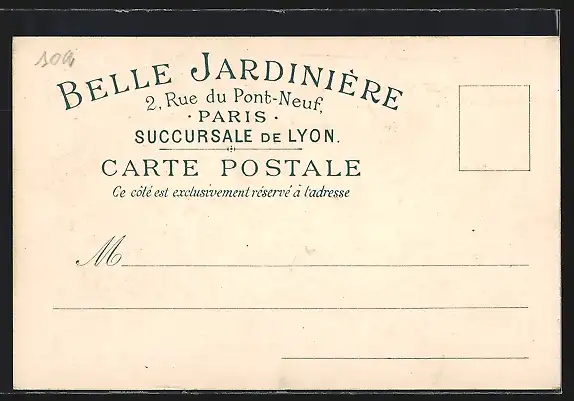 BELLE JARDINIÈRE
2, Rue du Pont-Neuf,
· PARIS ·
SUCCURSALE DE LYON.
CARTE POSTALE
Ce côté est exclusivement réservé à l'adresse
M